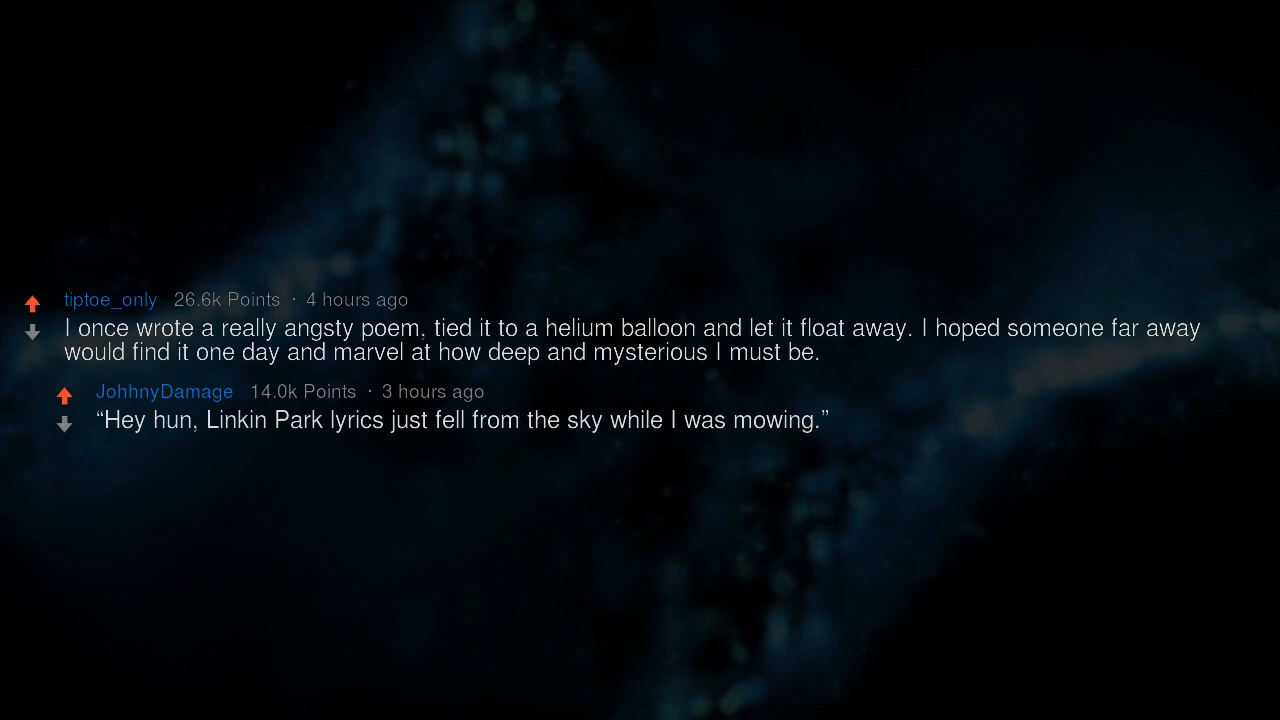 tiptoe_only 26.6k Points · 4 hours ago
I once wrote a really angsty poem, tied it to a helium balloon and let it float away. I hoped someone far away
would find it one day and marvel at how deep and mysterious I must be.
JohhnyDamage 14.0k Points · 3 hours ago
“Hey hun, Linkin Park lyrics just fell from the sky while I was mowing.”